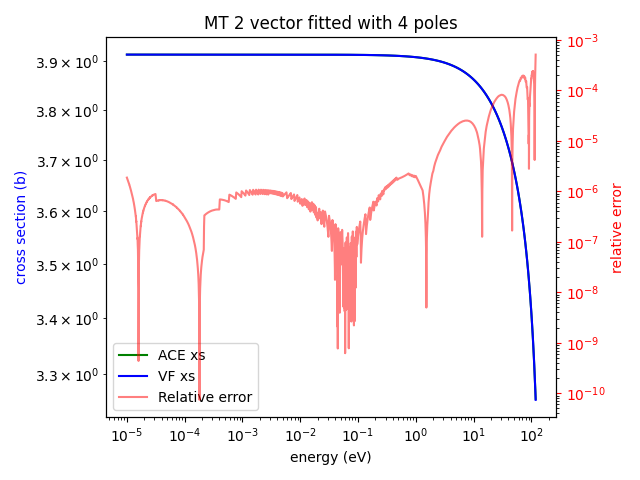 MT 2 vector fitted with 4 poles
3.9 × 10⁰
3.8 × 10⁰
3.7 × 10⁰
3.6 × 10⁰
3.5 × 10⁰
3.4 × 10⁰
3.3 × 10⁰
cross section (b)
10⁻³
10⁻⁴
10⁻⁵
10⁻⁶
10⁻⁷
10⁻⁸
10⁻⁹
10⁻¹⁰
relative error
ACE xs
VF xs
Relative error
10⁻⁵ 10⁻⁴ 10⁻³ 10⁻² 10⁻¹ 10⁰ 10¹ 10²
energy (eV)